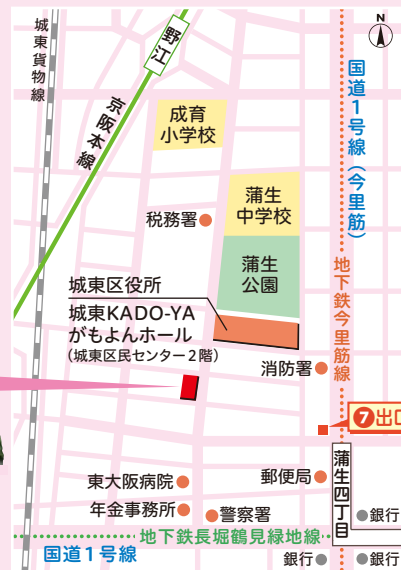 N
城東貨物線
野江
京阪本線
成育
小学校
国道1号線（今里筋）
蒲生
中学校
税務署
蒲生
公園
地下鉄今里筋線
城東区役所
城東KADO-YA
がもよんホール
（城東区民センター2階）
消防署
❼出口
蒲生四丁目
東大阪病院
郵便局
年金事務所
警察署
銀行
地下鉄長堀鶴見緑地線
国道1号線
銀行
銀行